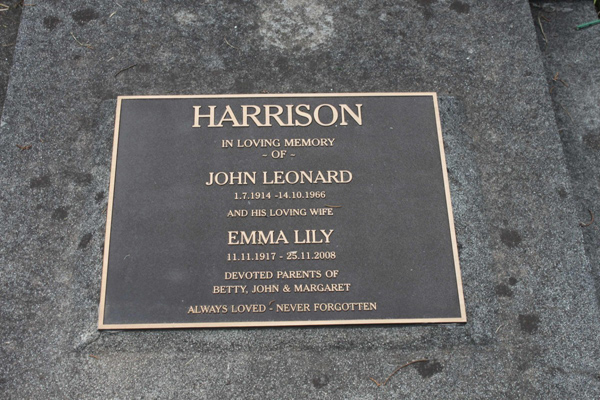 HARRISON
IN LOVING MEMORY
- OF -
JOHN LEONARD
1.7.1914 -14.10.1966
AND HIS LOVING WIFE
EMMA LILY
11.11.1917 - 25.11.2008
DEVOTED PARENTS OF
BETTY, JOHN & MARGARET
ALWAYS LOVED - NEVER FORGOTTEN